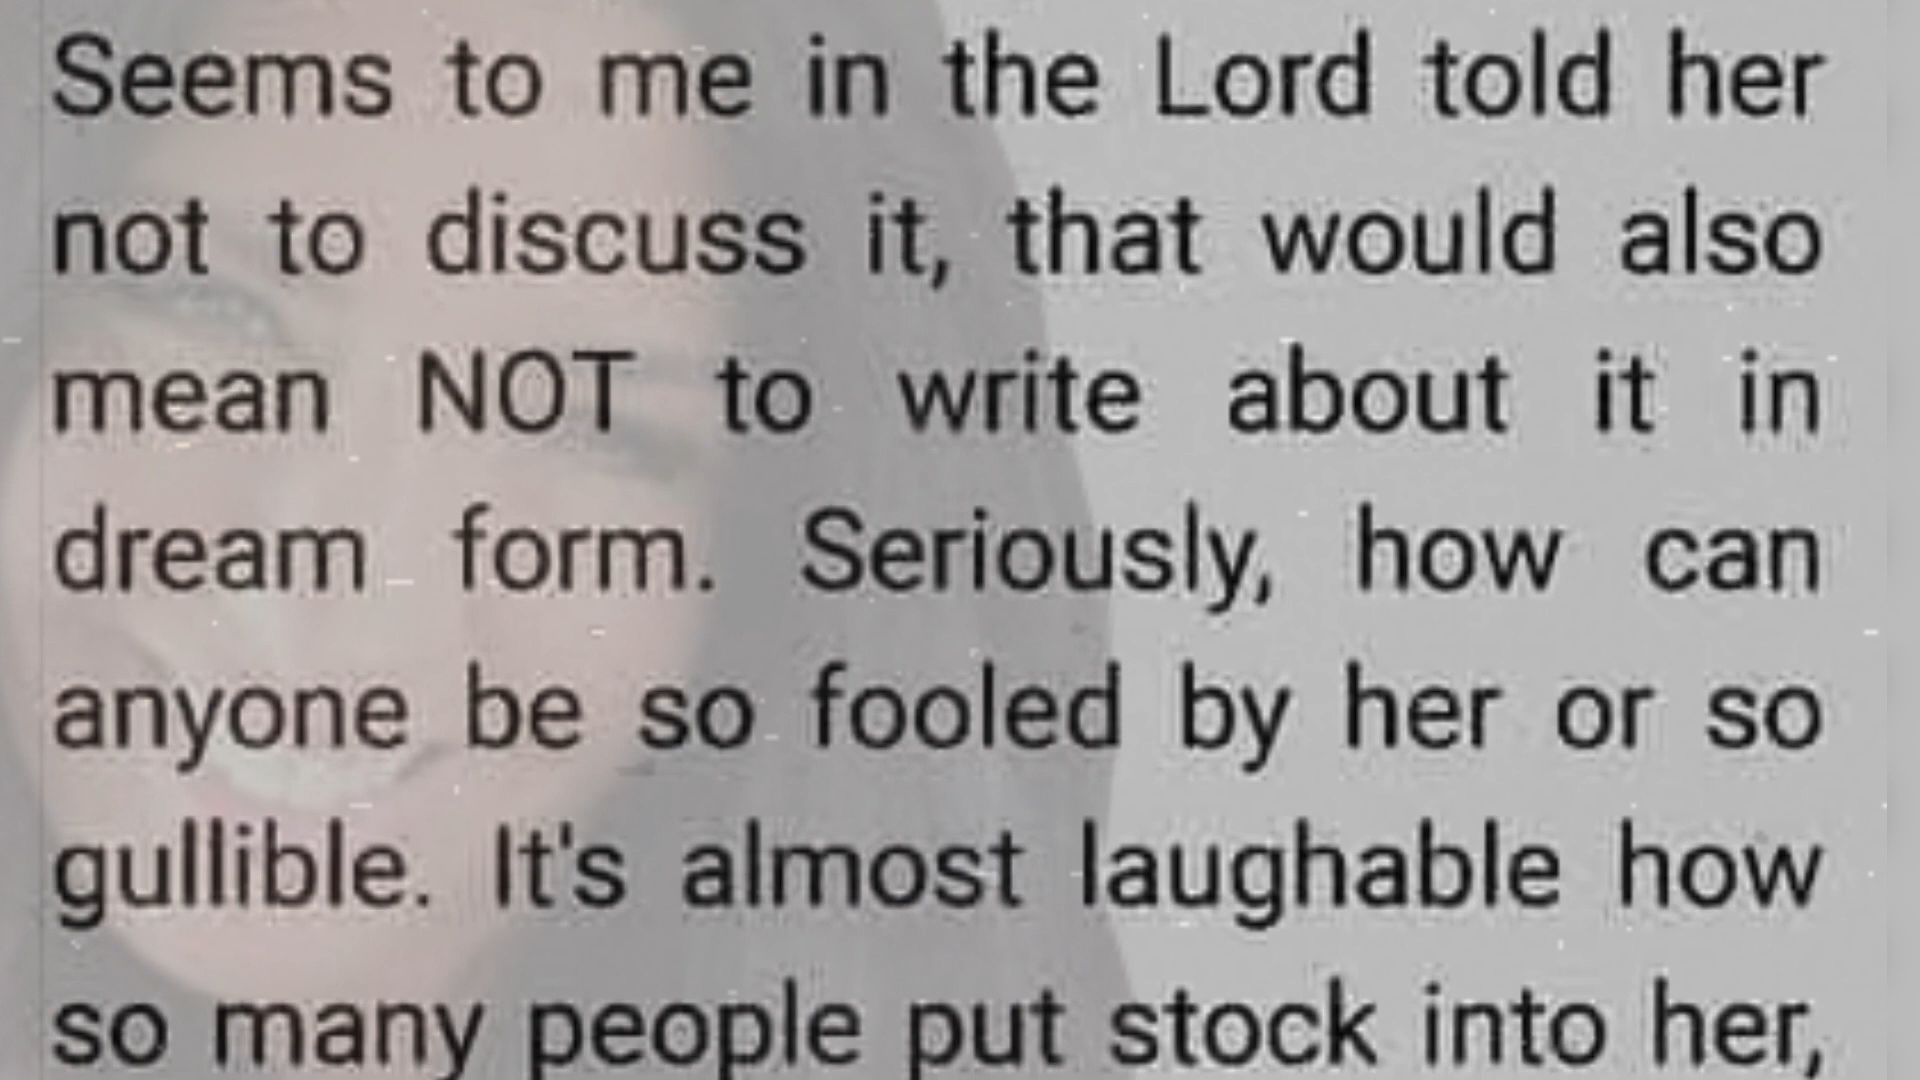 Seems to me in the Lord told her
not to discuss it, that would also
mean NOT to write about it in
dream form. Seriously, how can
anyone be so fooled by her or so
gullible. It's almost laughable how
so many people put stock into her,